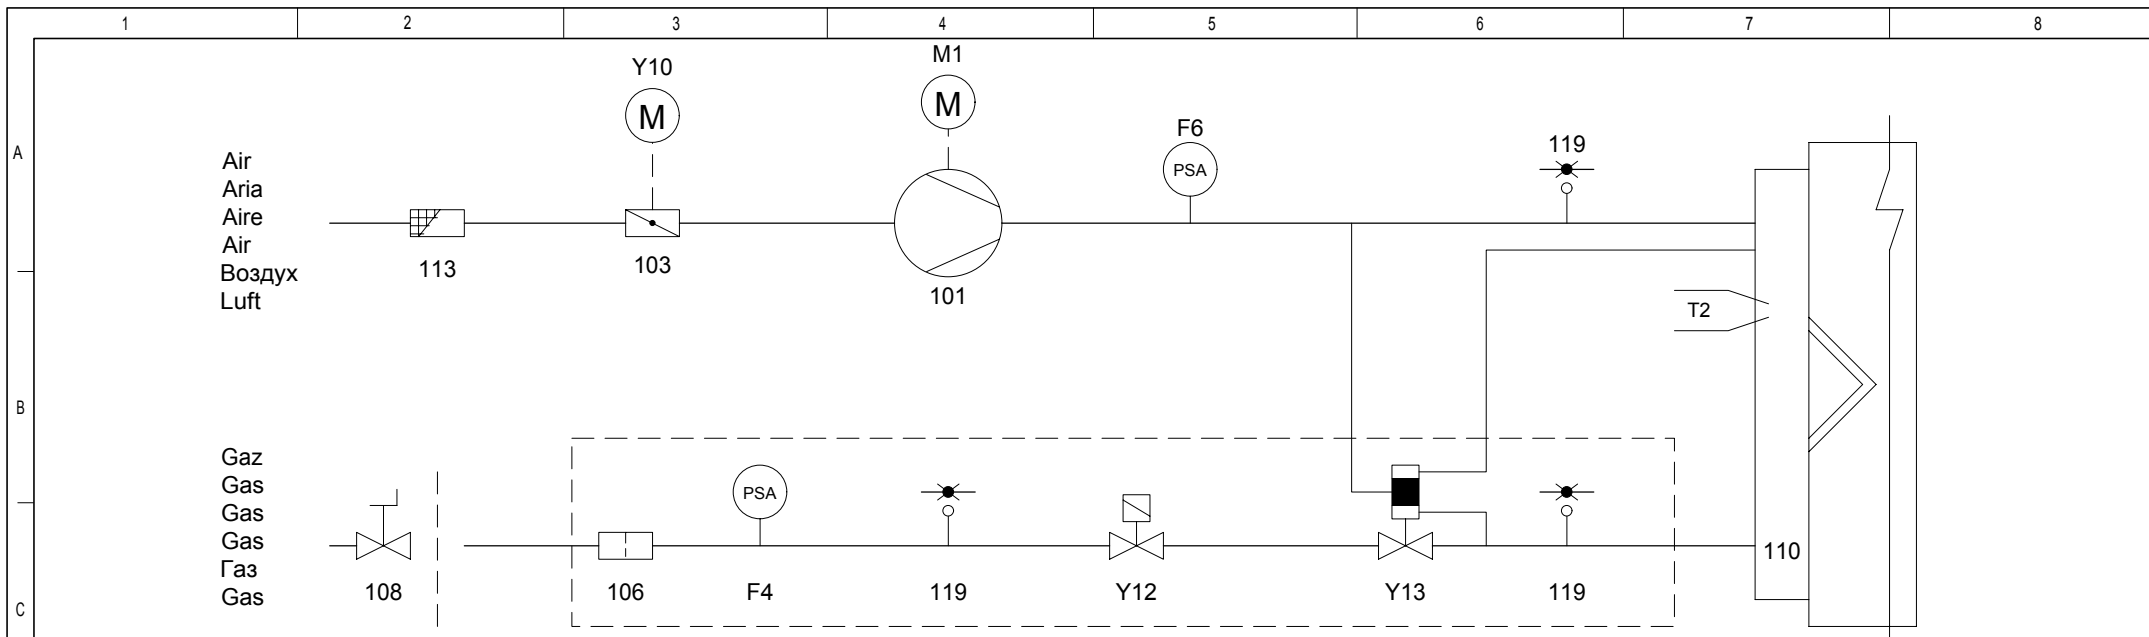 1 2 3 4 5 6 7 8
A
B
C
Y10
M
M1
M
F6
PSA
119
Air
Aria
Aire
Air
Воздух
Luft
113
103
101
T2
Gaz
Gas
Gas
Gas
Газ
Gas
PSA
110
108
106
F4
119
Y12
Y13
119